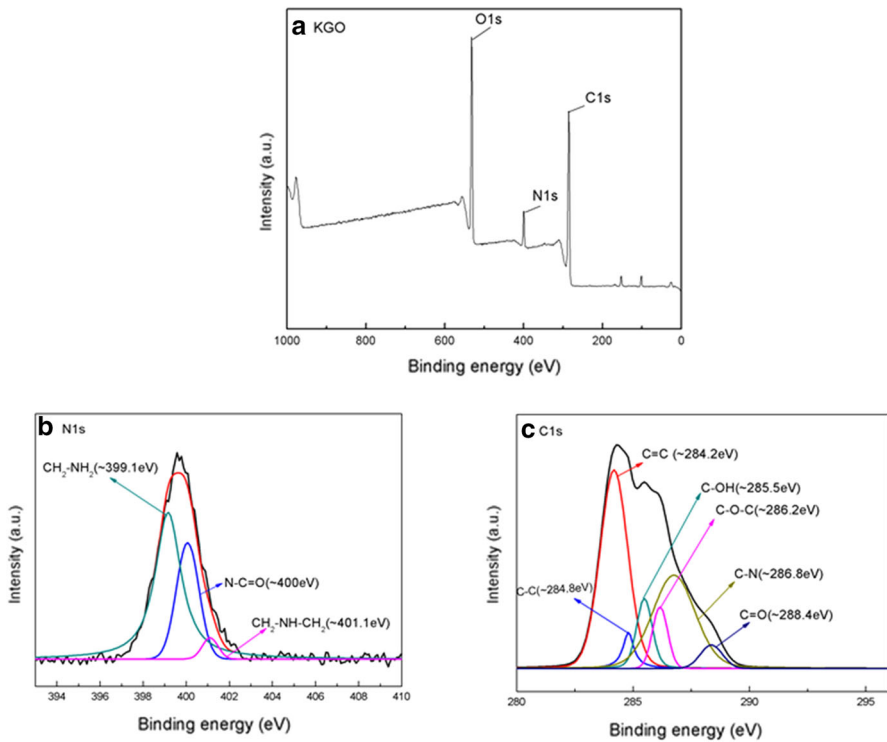 a KGO
O1s
C1s
N1s
Intensity (a.u.)
1000 800 600 400 200 0
Binding energy (eV)
b N1s
CH₂-NH₂(~399.1eV)
N-C=O(~400eV)
CH₂-NH-CH₂(~401.1eV)
Intensity (a.u.)
394 396 398 400 402 404 406 408 410
Binding energy (eV)
c C1s
C=C (~284.2eV)
C-OH(~285.5eV)
C-O-C(~286.2eV)
C-N(~286.8eV)
C-C(~284.8eV)
C=O(~288.4eV)
Intensity (a.u.)
280 285 290 295
Binding energy (eV)